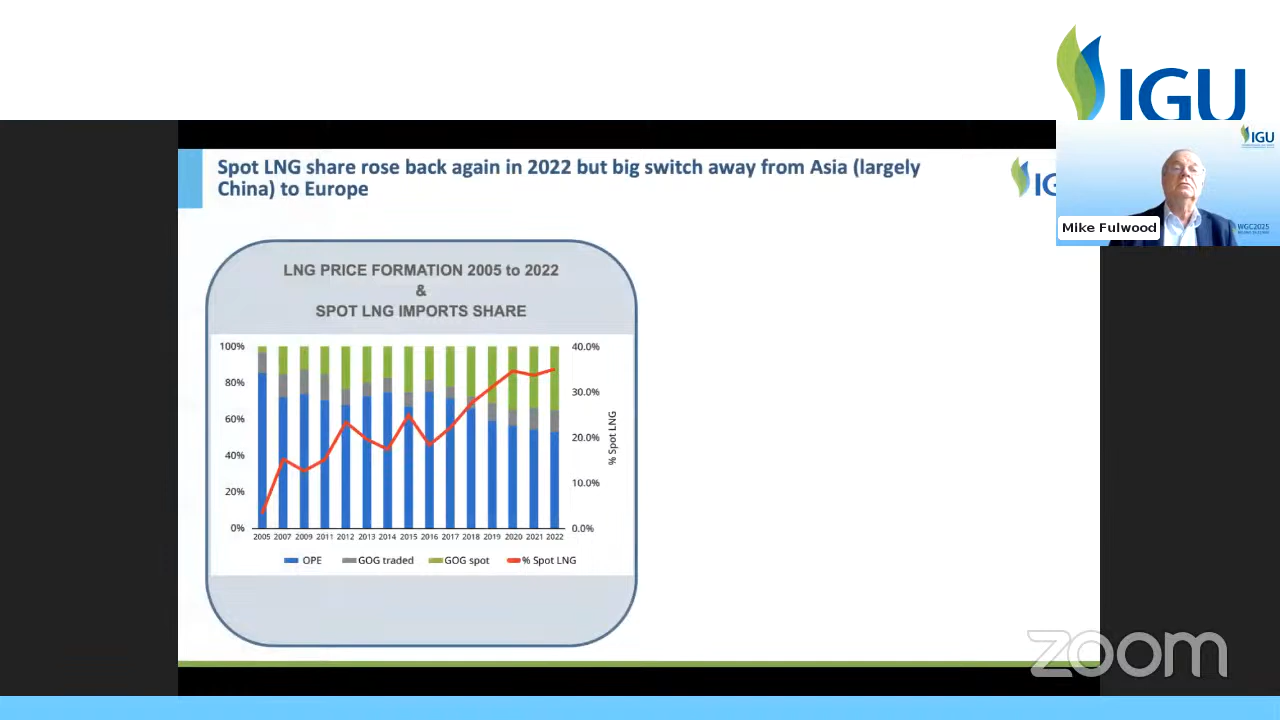 IGU
Spot LNG share rose back again in 2022 but big switch away from Asia (largely
China) to Europe
IGU
Mike Fulwood
WGC2025
LNG PRICE FORMATION 2005 to 2022
&
SPOT LNG IMPORTS SHARE
100%
80%
60%
40%
20%
0%
40.0%
30.0%
20.0%
10.0%
0.0%
% Spot LNG
2005 2007 2009 2011 2012 2013 2014 2015 2016 2017 2018 2019 2020 2021 2022
OPE GOG traded GOG spot % Spot LNG
zoom